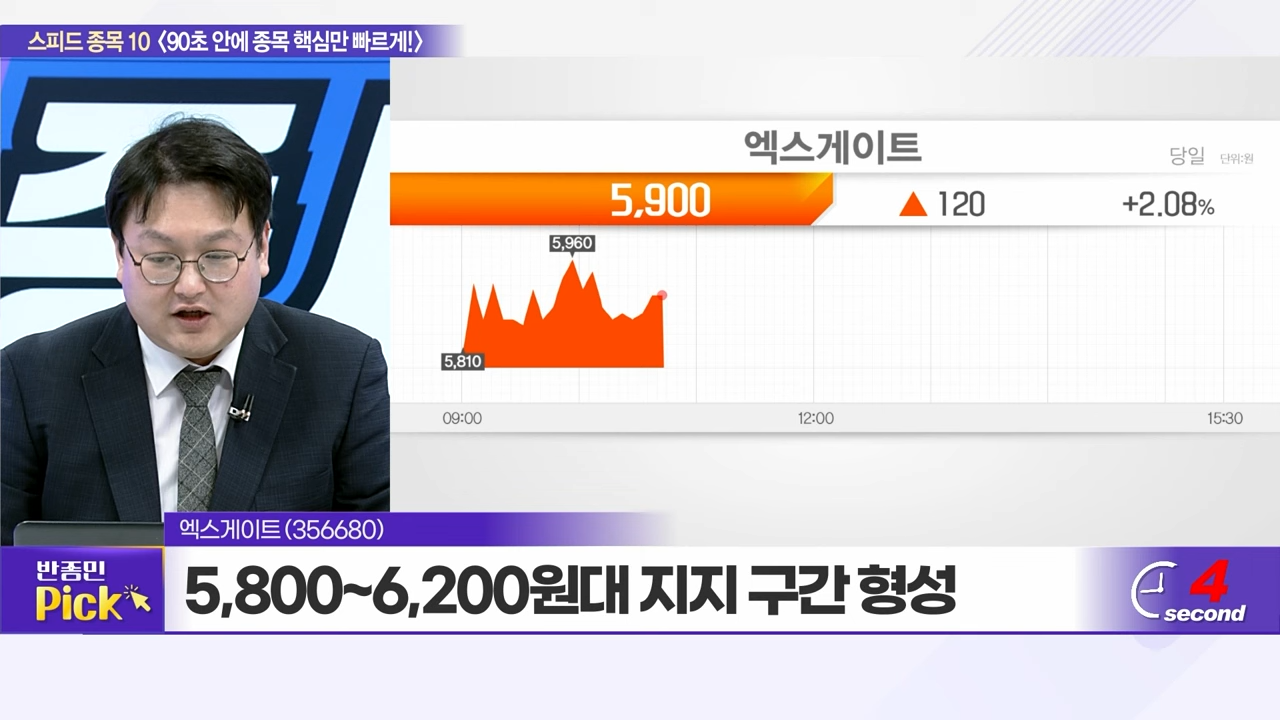 스피드 종목 10 〈90초 안에 종목 핵심만 빠르게!〉
엑스게이트
당일 단위:원
5,900 ▲ 120 +2.08%
5,960
5,810
09:00 12:00 15:30
엑스게이트 (356680)
반종민
Pick
5,800~6,200원대 지지 구간 형성
4
second